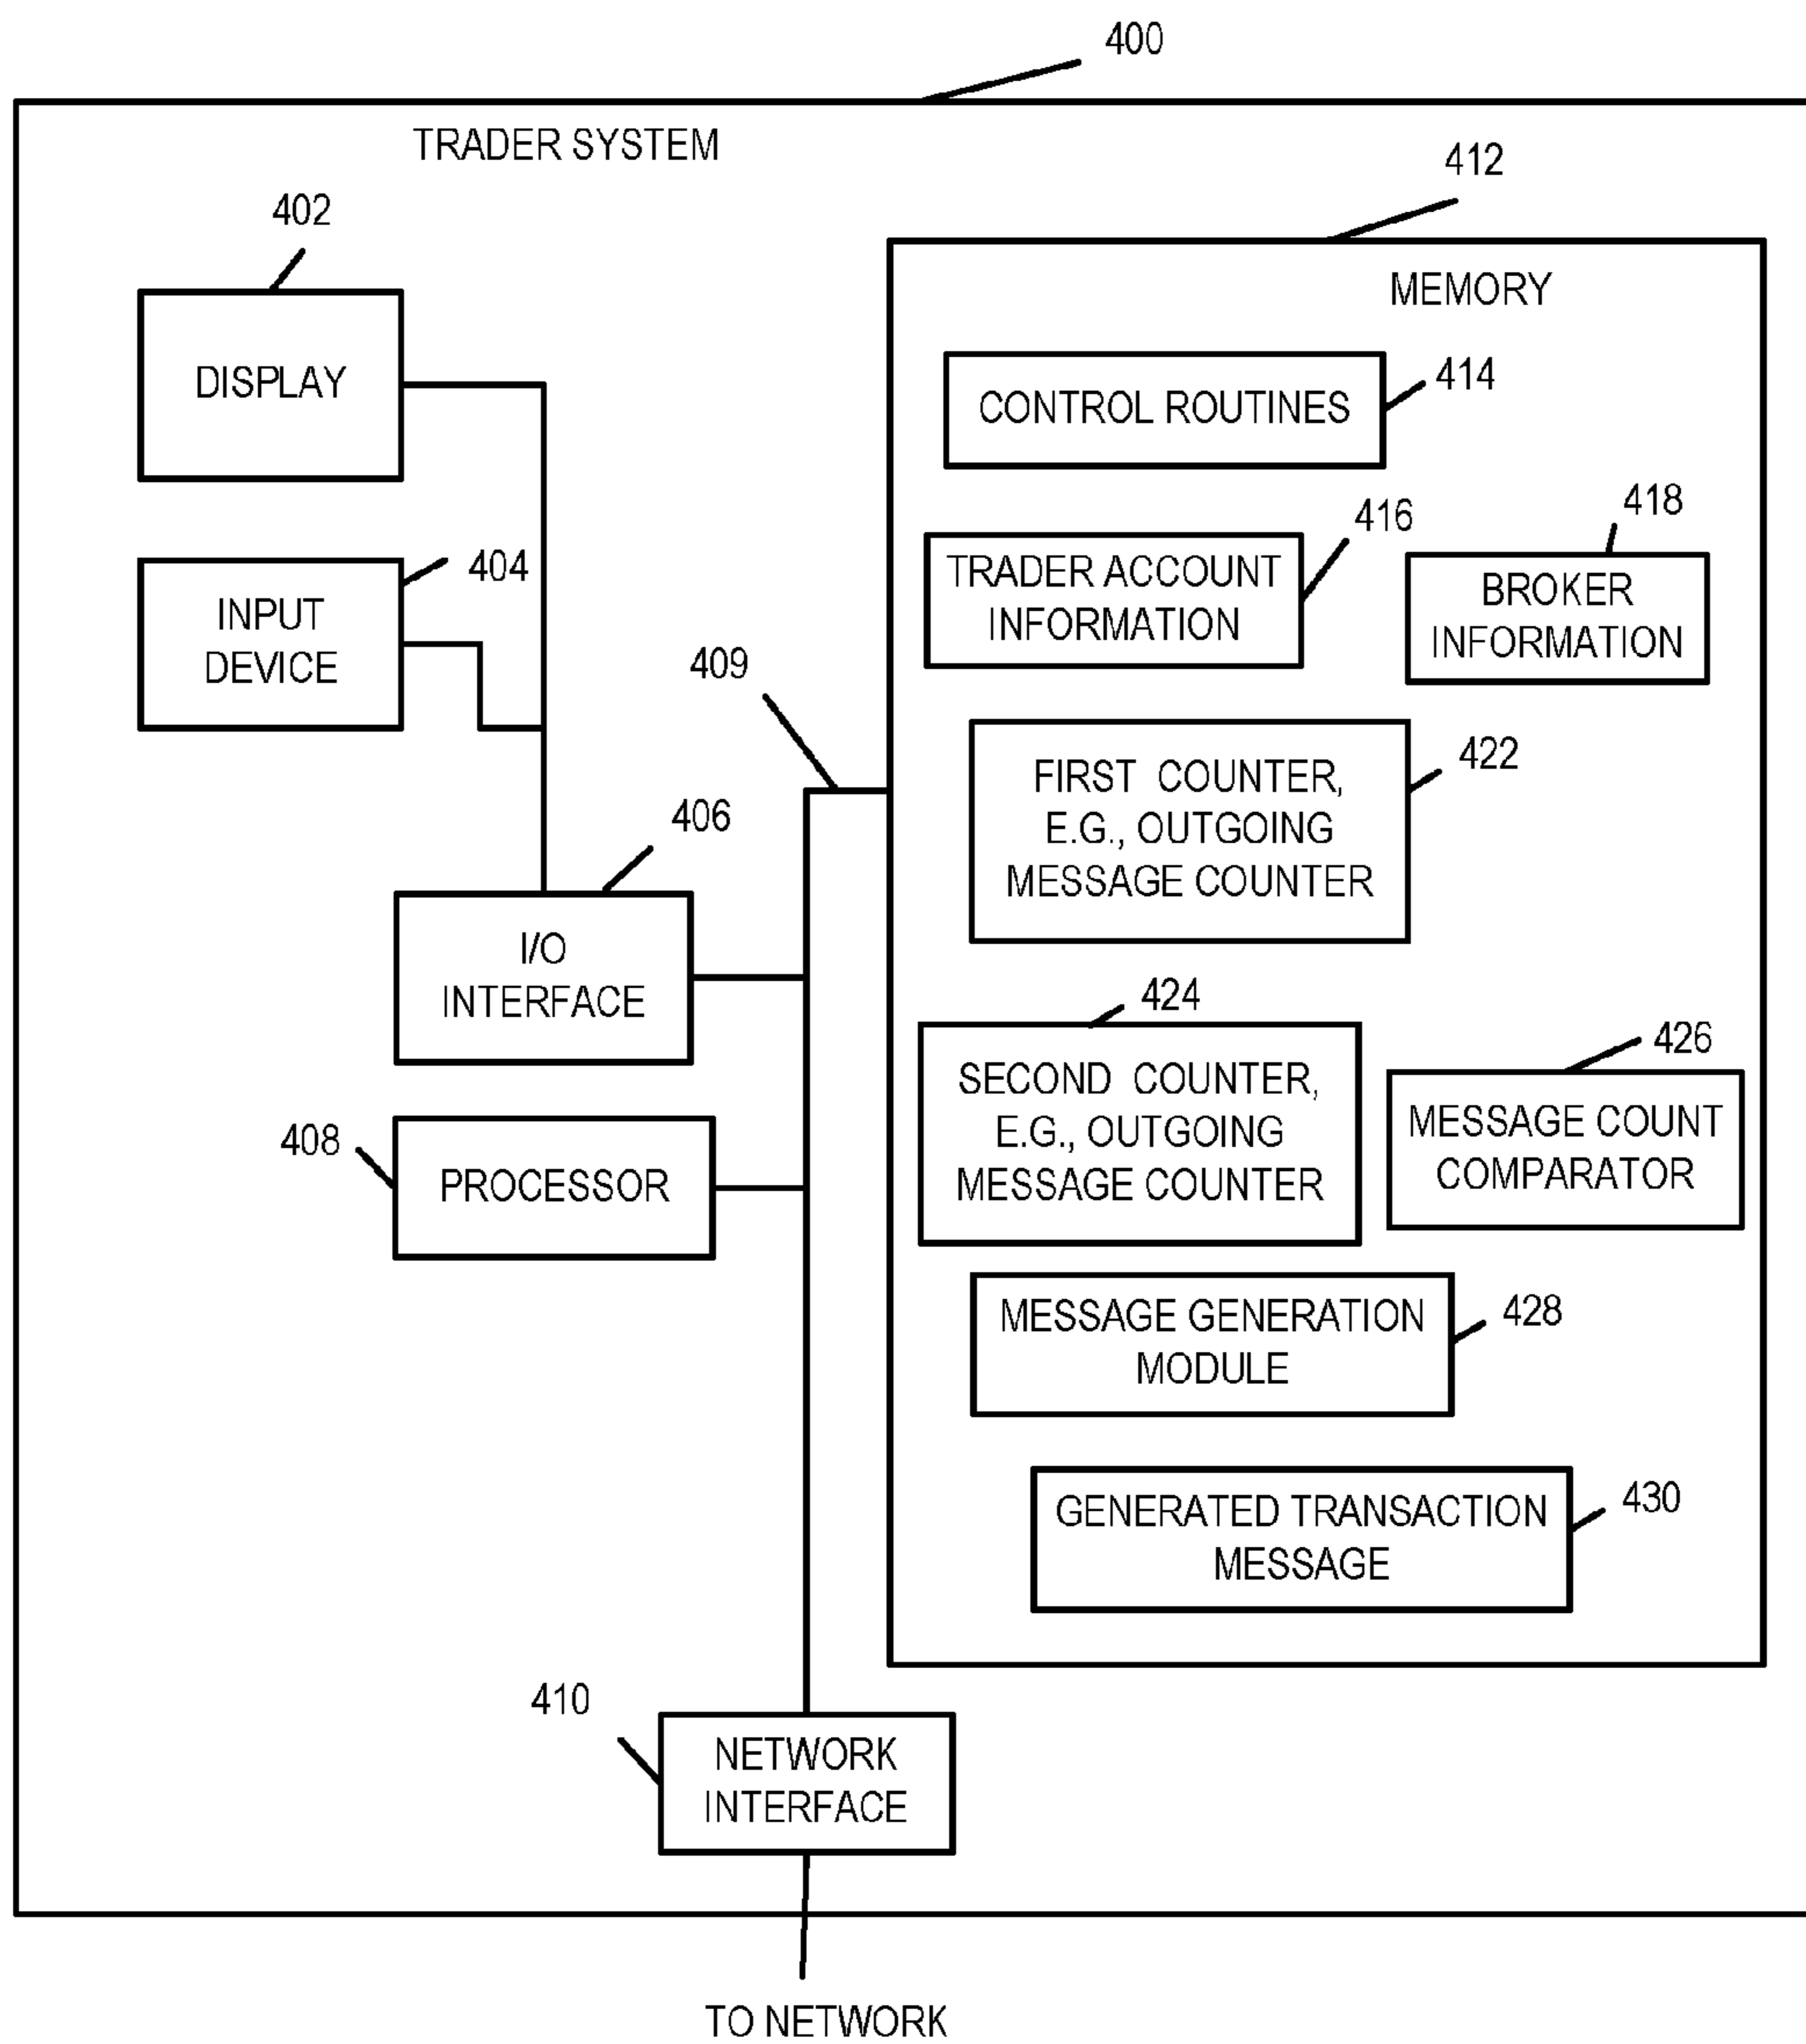 400
TRADER SYSTEM
412
402
MEMORY
DISPLAY
CONTROL ROUTINES
414
416
418
404
TRADER ACCOUNT
INFORMATION
BROKER
INFORMATION
INPUT
DEVICE
409
422
FIRST COUNTER,
E.G., OUTGOING
MESSAGE COUNTER
406
I/O
INTERFACE
424
426
SECOND COUNTER,
E.G., OUTGOING
MESSAGE COUNTER
MESSAGE COUNT
COMPARATOR
408
PROCESSOR
MESSAGE GENERATION
MODULE
428
GENERATED TRANSACTION
MESSAGE
430
410
NETWORK
INTERFACE
TO NETWORK